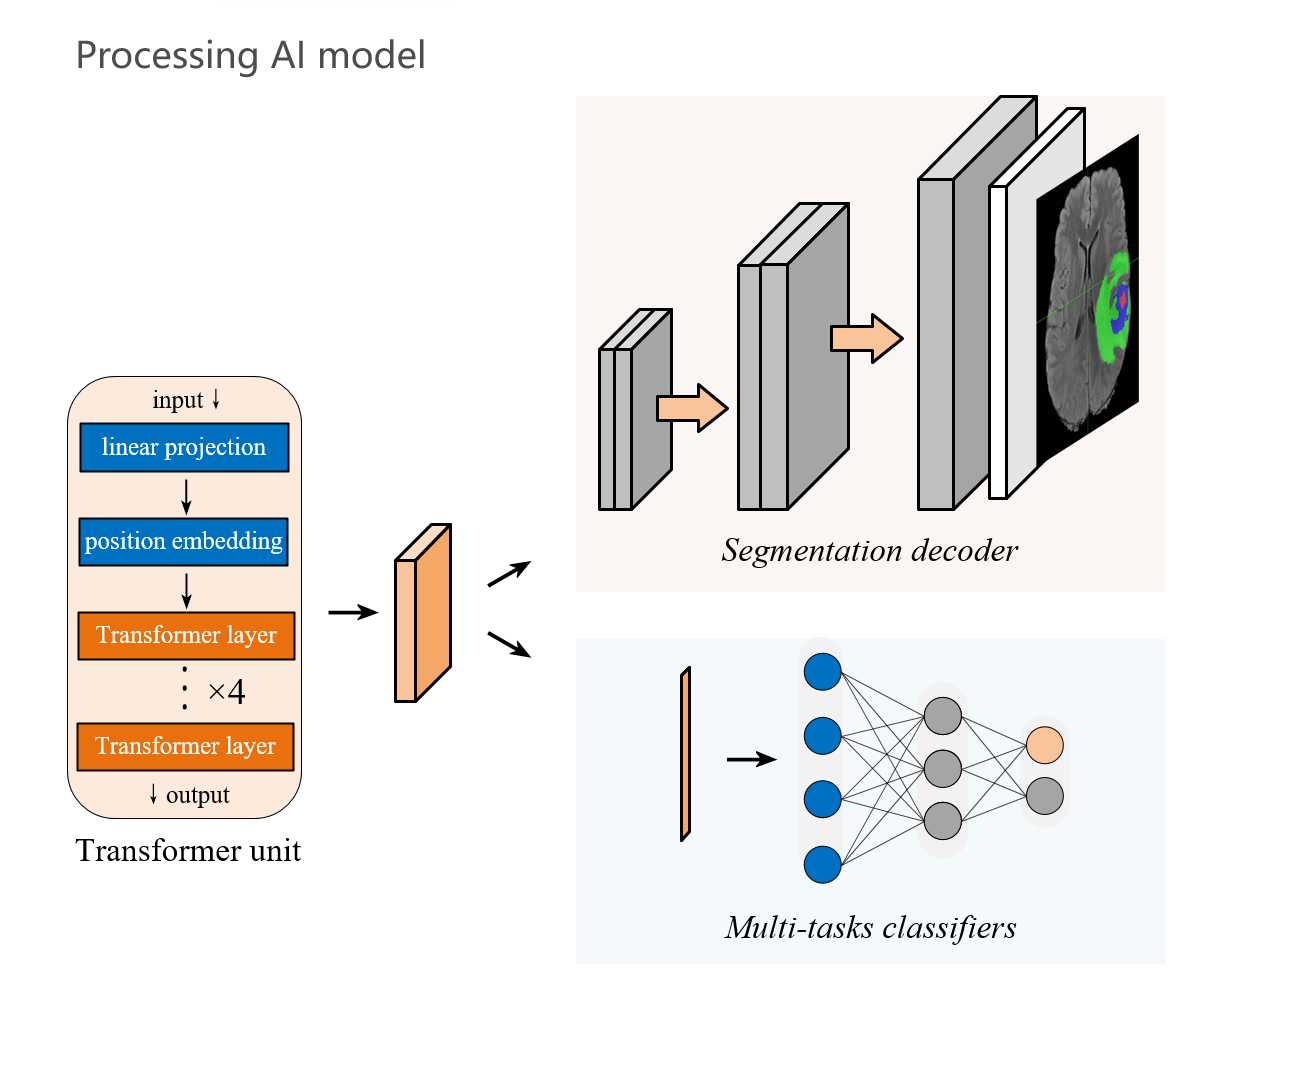 Processing AI model
input ↓
linear projection
position embedding
Transformer layer
×4
Transformer layer
↓ output
Transformer unit
Segmentation decoder
Multi-tasks classifiers